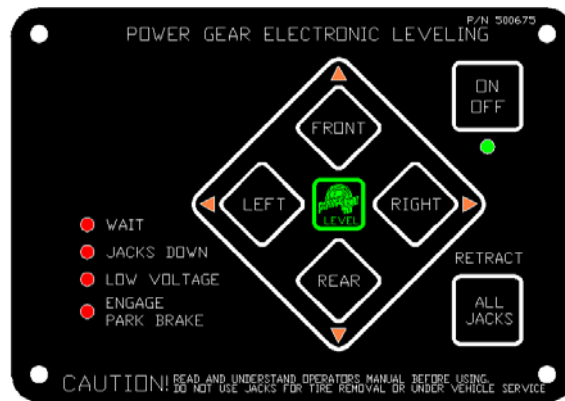 P/N 500675
POWER GEAR ELECTRONIC LEVELING
ON
OFF
FRONT
LEFT
LEVEL
RIGHT
REAR
WAIT
JACKS DOWN
LOW VOLTAGE
ENGAGE
PARK BRAKE
RETRACT
ALL
JACKS
CAUTION! READ AND UNDERSTAND OPERATORS MANUAL BEFORE USING.
DO NOT USE JACKS FOR TIRE REMOVAL OR UNDER VEHICLE SERVICE